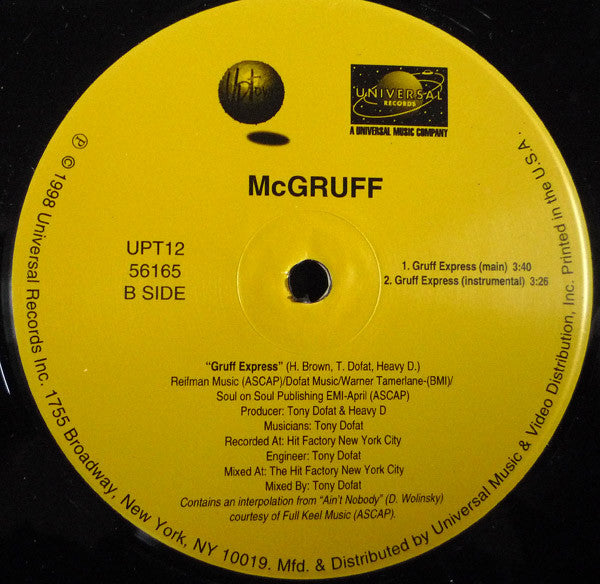 Uptown
UNIVERSAL
RECORDS
A UNIVERSAL MUSIC COMPANY
McGRUFF
UPT12
56165
B SIDE
1. Gruff Express (main) 3:40
2. Gruff Express (instrumental) 3:26
“Gruff Express” (H. Brown, T. Dofat, Heavy D.)
Reifman Music (ASCAP)/Dofat Music/Warner Tamerlane-(BMI)/
Soul on Soul Publishing EMI-April (ASCAP)
Producer: Tony Dofat & Heavy D
Musicians: Tony Dofat
Recorded At: Hit Factory New York City
Engineer: Tony Dofat
Mixed At: The Hit Factory New York City
Mixed By: Tony Dofat
Contains an interpolation from “Ain't Nobody” (D. Wolinsky)
courtesy of Full Keel Music (ASCAP).
℗ © 1998 Universal Records Inc. 1755 Broadway, New York, NY 10019. Mfd. & Distributed by Universal Music & Video Distribution, Inc. Printed in the U.S.A.